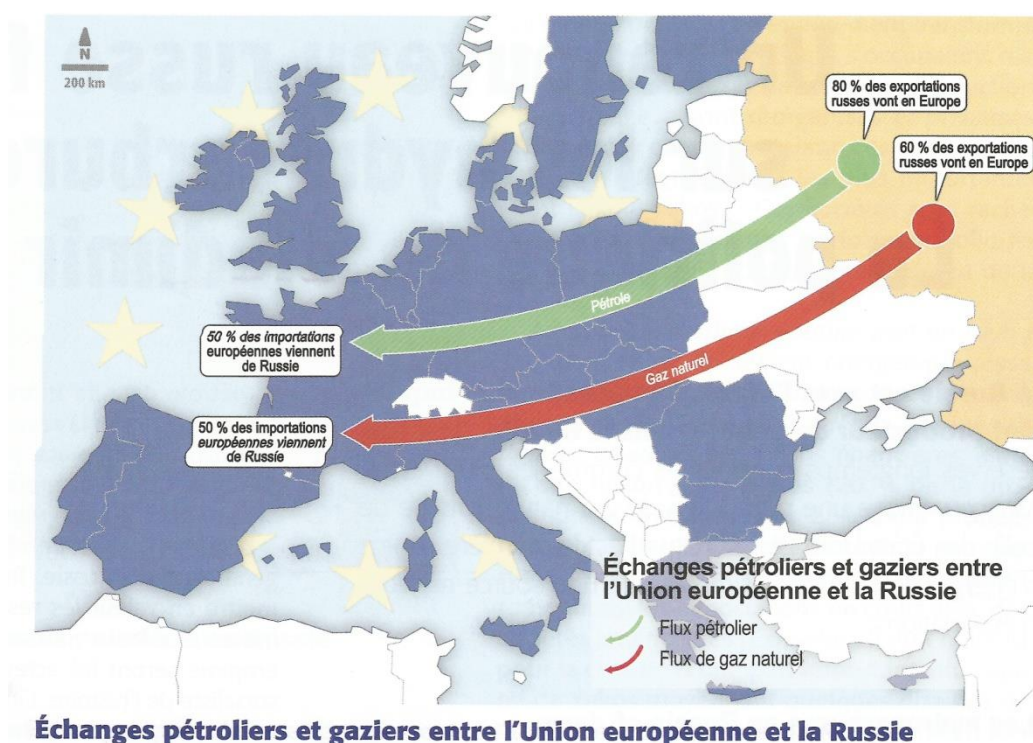 N
200 km
80 % des exportations
russes vont en Europe
60 % des exportations
russes vont en Europe
Pétrole
50 % des importations
européennes viennent
de Russie
Gaz naturel
50 % des importations
européennes viennent
de Russie
Échanges pétroliers et gaziers entre
l'Union européenne et la Russie
Flux pétrolier
Flux de gaz naturel
Échanges pétroliers et gaziers entre l'Union européenne et la Russie